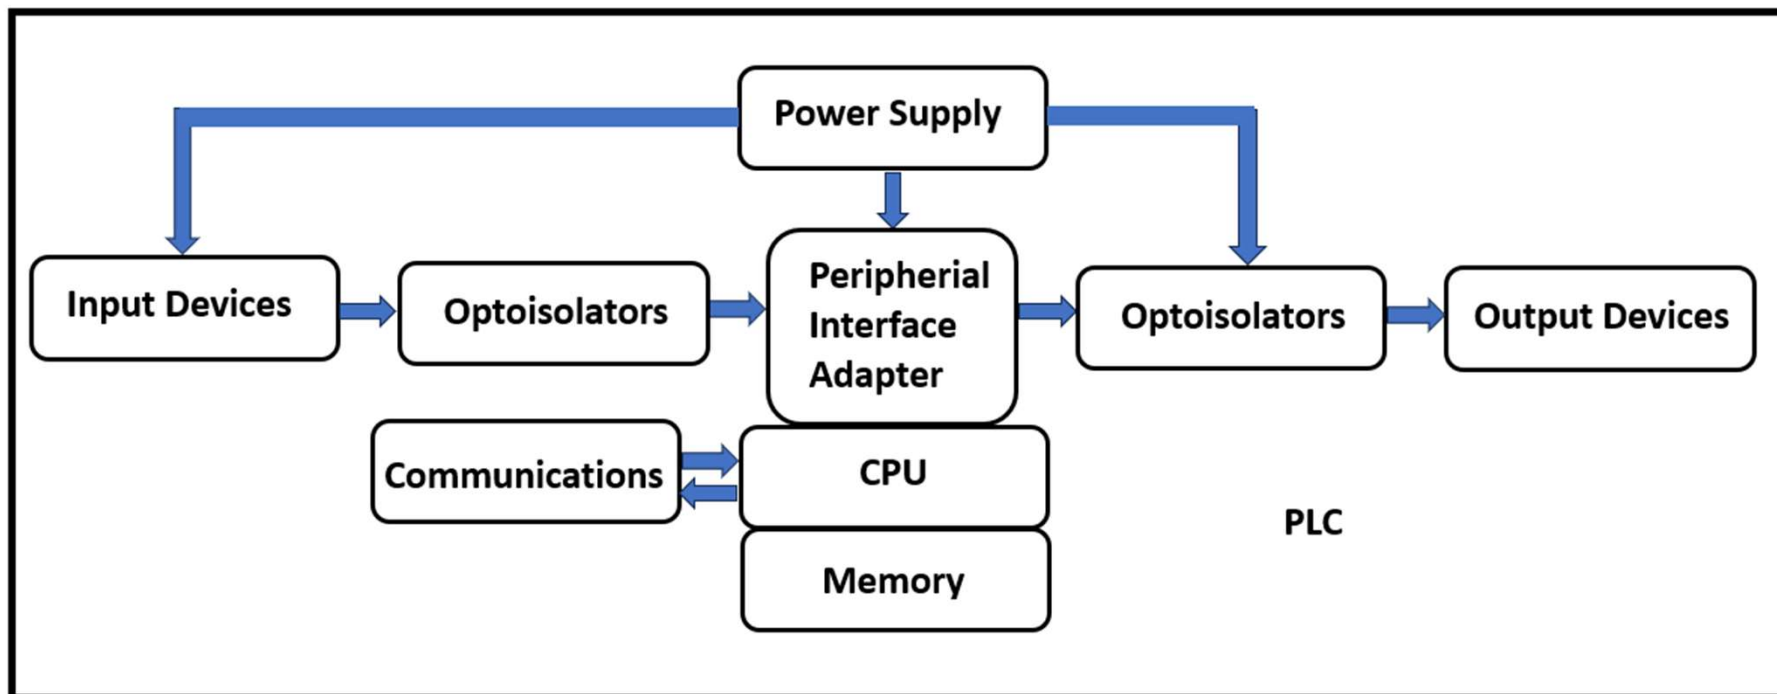 Power Supply
Input Devices
Optoisolators
Peripherial
Interface
Adapter
Optoisolators
Output Devices
Communications
CPU
PLC
Memory